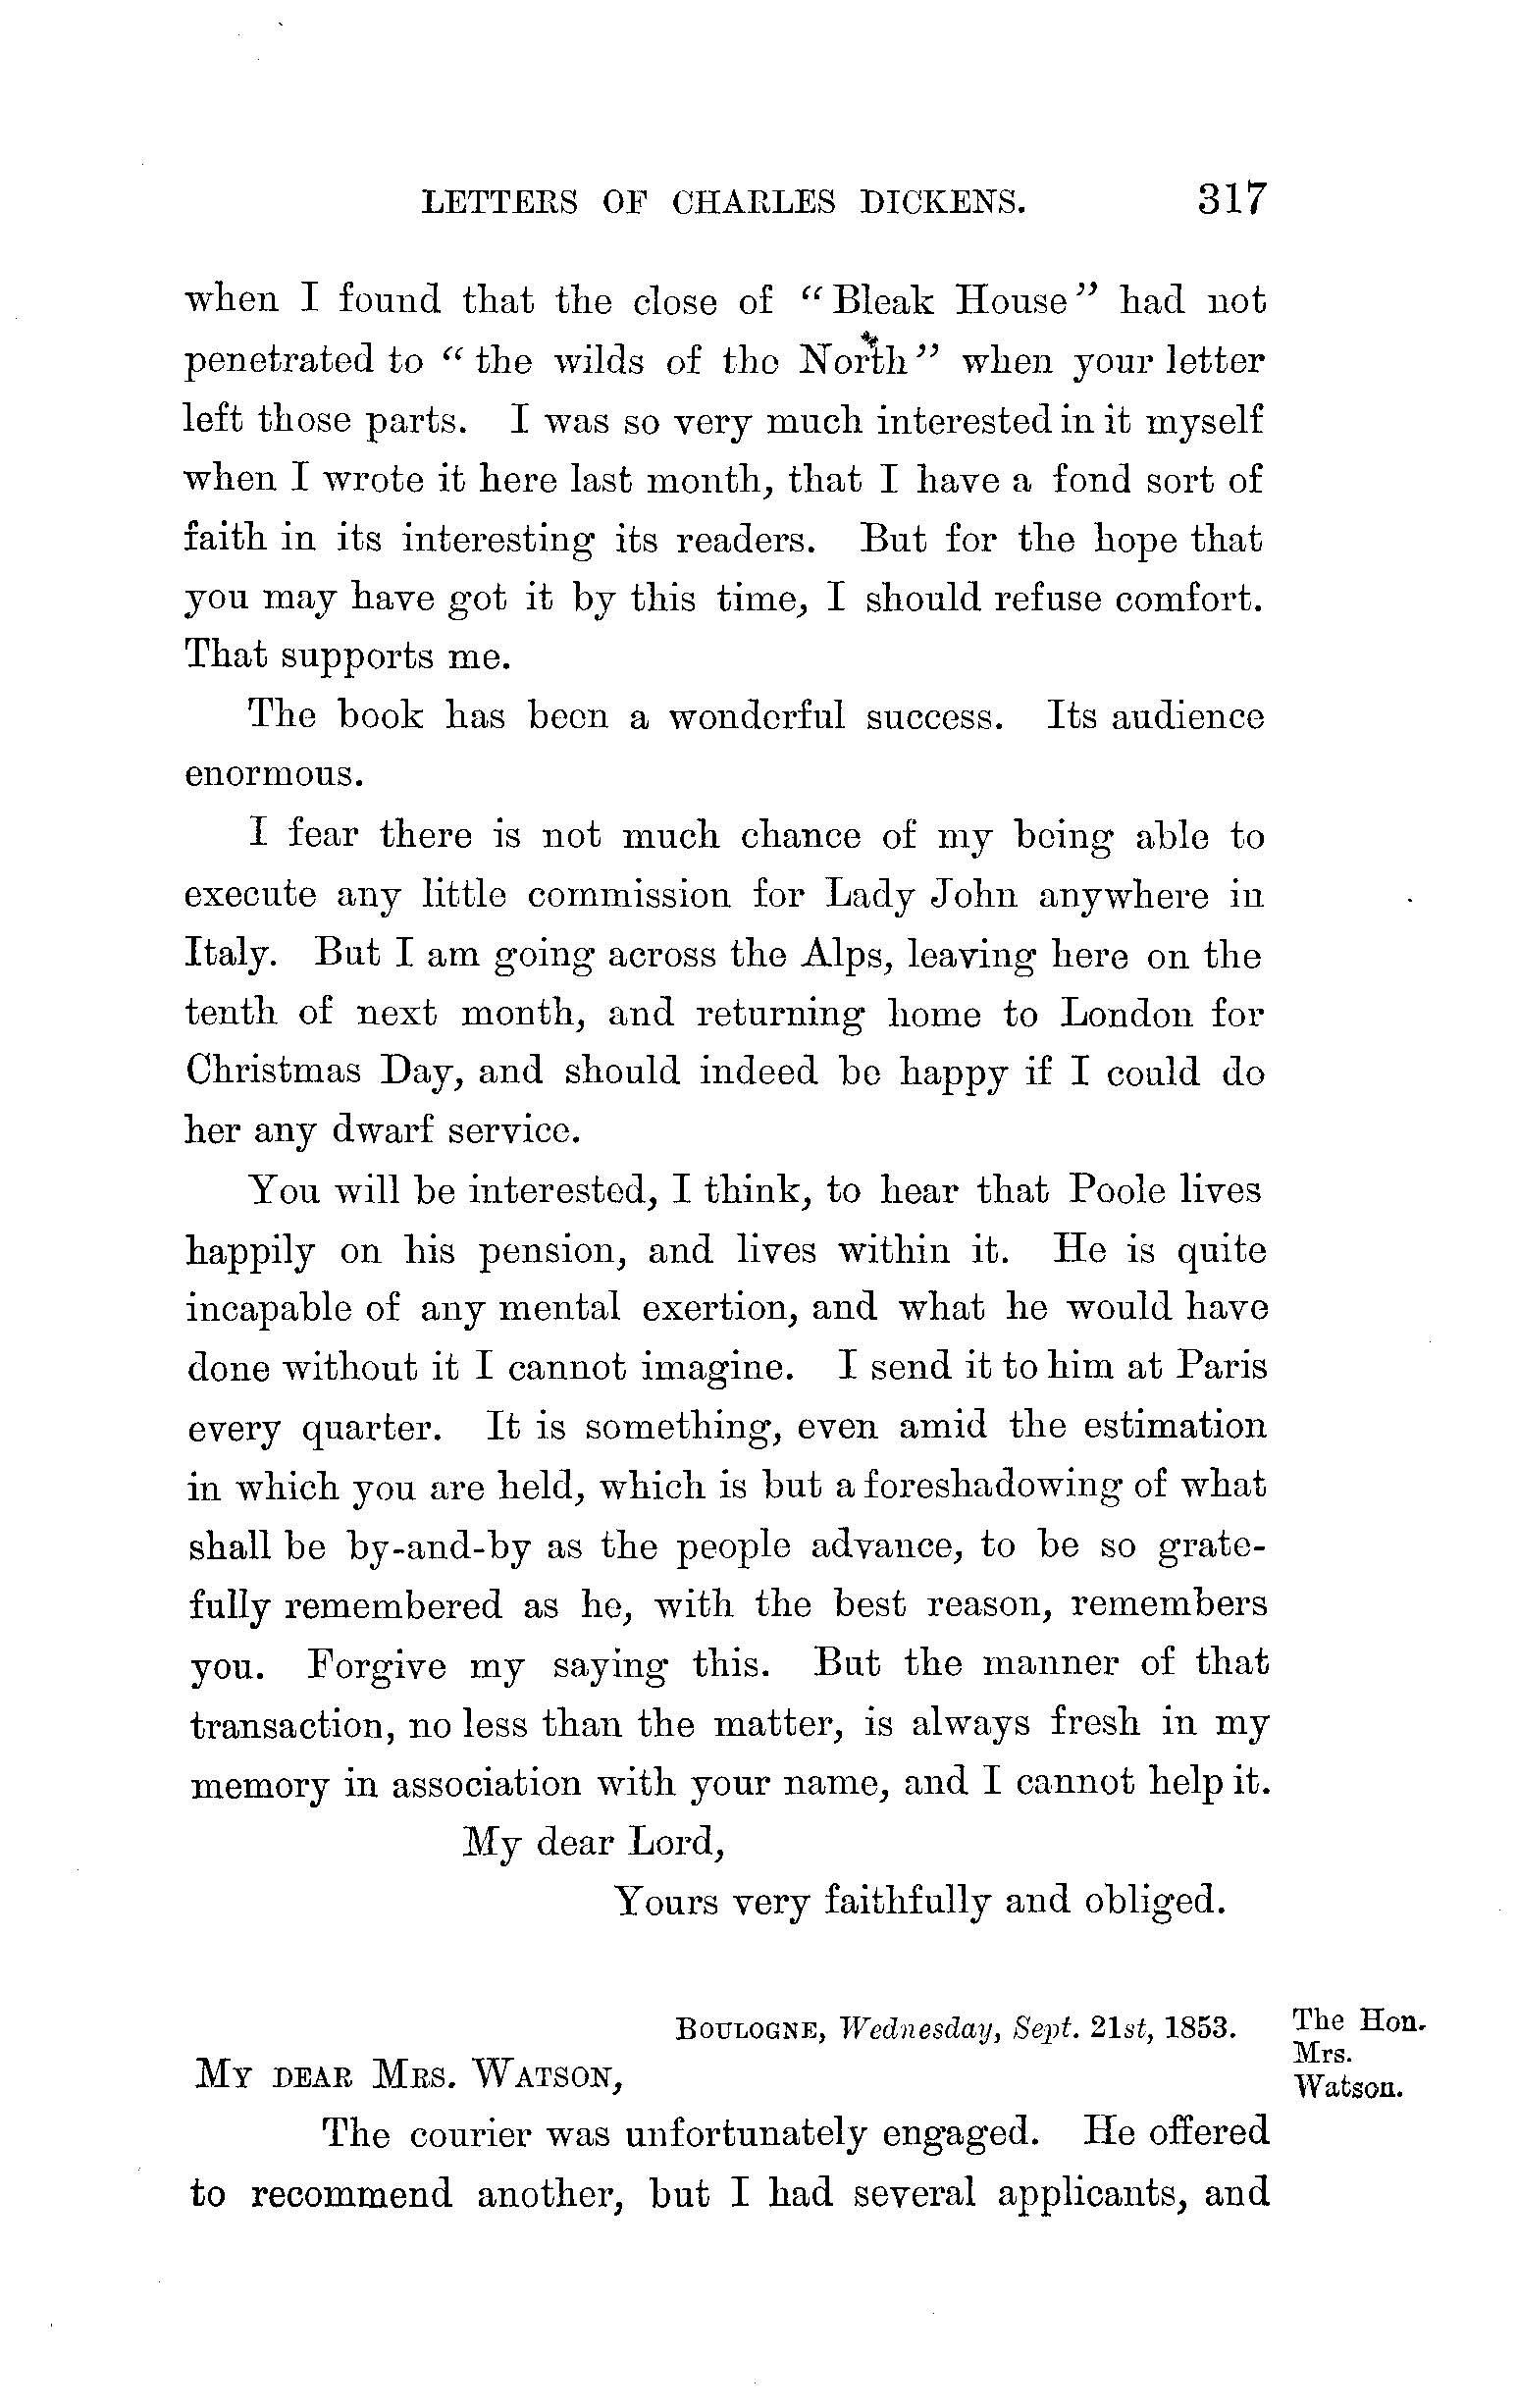 LETTERS OF CHARLES DICKENS. 317
when I found that the close of “Bleak House” had not
penetrated to “the wilds of the North” when your letter
left those parts. I was so very much interested in it myself
when I wrote it here last month, that I have a fond sort of
faith in its interesting its readers. But for the hope that
you may have got it by this time, I should refuse comfort.
That supports me.
The book has been a wonderful success. Its audience
enormous.
I fear there is not much chance of my being able to
execute any little commission for Lady John anywhere in
Italy. But I am going across the Alps, leaving here on the
tenth of next month, and returning home to London for
Christmas Day, and should indeed be happy if I could do
her any dwarf service.
You will be interested, I think, to hear that Poole lives
happily on his pension, and lives within it. He is quite
incapable of any mental exertion, and what he would have
done without it I cannot imagine. I send it to him at Paris
every quarter. It is something, even amid the estimation
in which you are held, which is but a foreshadowing of what
shall be by-and-by as the people advance, to be so grate-
fully remembered as he, with the best reason, remembers
you. Forgive my saying this. But the manner of that
transaction, no less than the matter, is always fresh in my
memory in association with your name, and I cannot help it.
My dear Lord,
Yours very faithfully and obliged.
BOULOGNE, Wednesday, Sept. 21st, 1853.
The Hon.
Mrs.
Watson.
MY DEAR MRS. WATSON,
The courier was unfortunately engaged. He offered
to recommend another, but I had several applicants, and